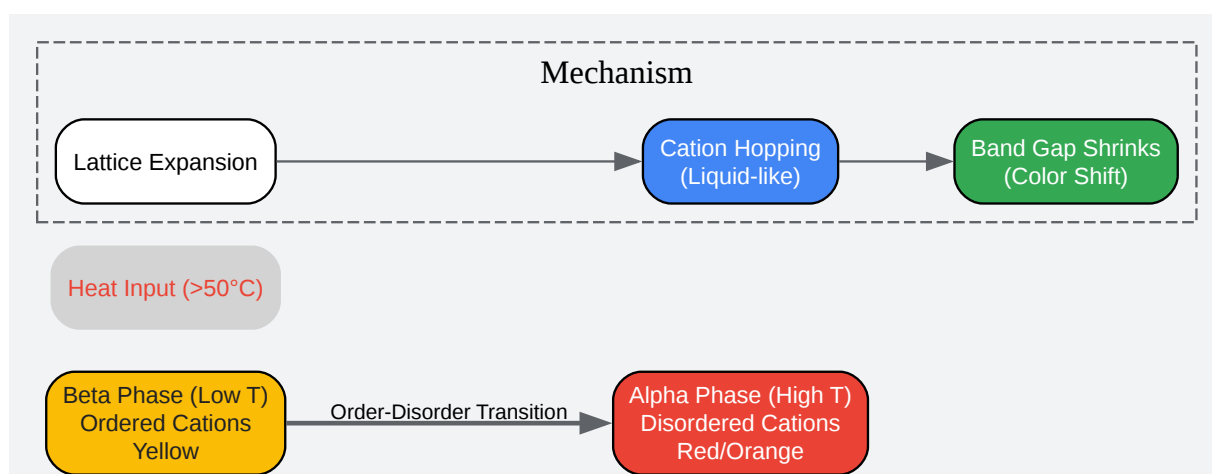 Mechanism
Lattice Expansion
Cation Hopping
(Liquid-like)
Band Gap Shrinks
(Color Shift)
Heat Input (>50°C)
Beta Phase (Low T)
Ordered Cations
Yellow
Order-Disorder Transition
Alpha Phase (High T)
Disordered Cations
Red/Orange